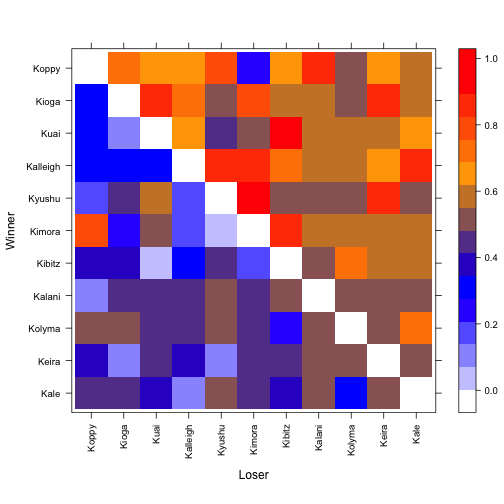 Winner
Koppy
Kioga
Kuai
Kalleigh
Kyushu
Kimora
Kibitz
Kalani
Kolyma
Keira
Kale
Koppy
Kioga
Kuai
Kalleigh
Kyushu
Kimora
Kibitz
Kalani
Kolyma
Keira
Kale
Loser
1.0
0.8
0.6
0.4
0.2
0.0